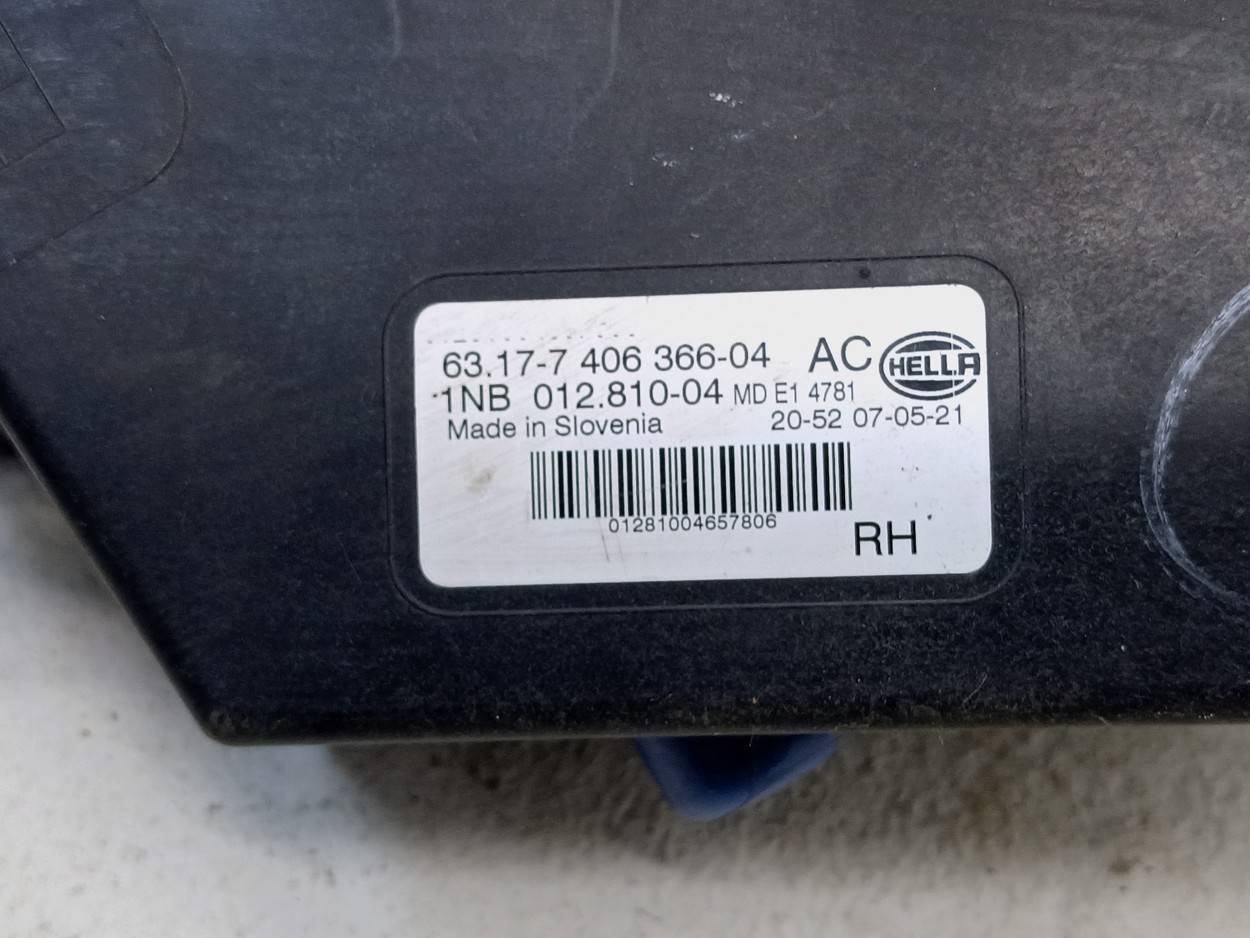 63.17-7 406 366-04 AC HELLA
1NB 012.810-04 MD E1 4781
Made in Slovenia 20-52 07-05-21
01281004657806
RH